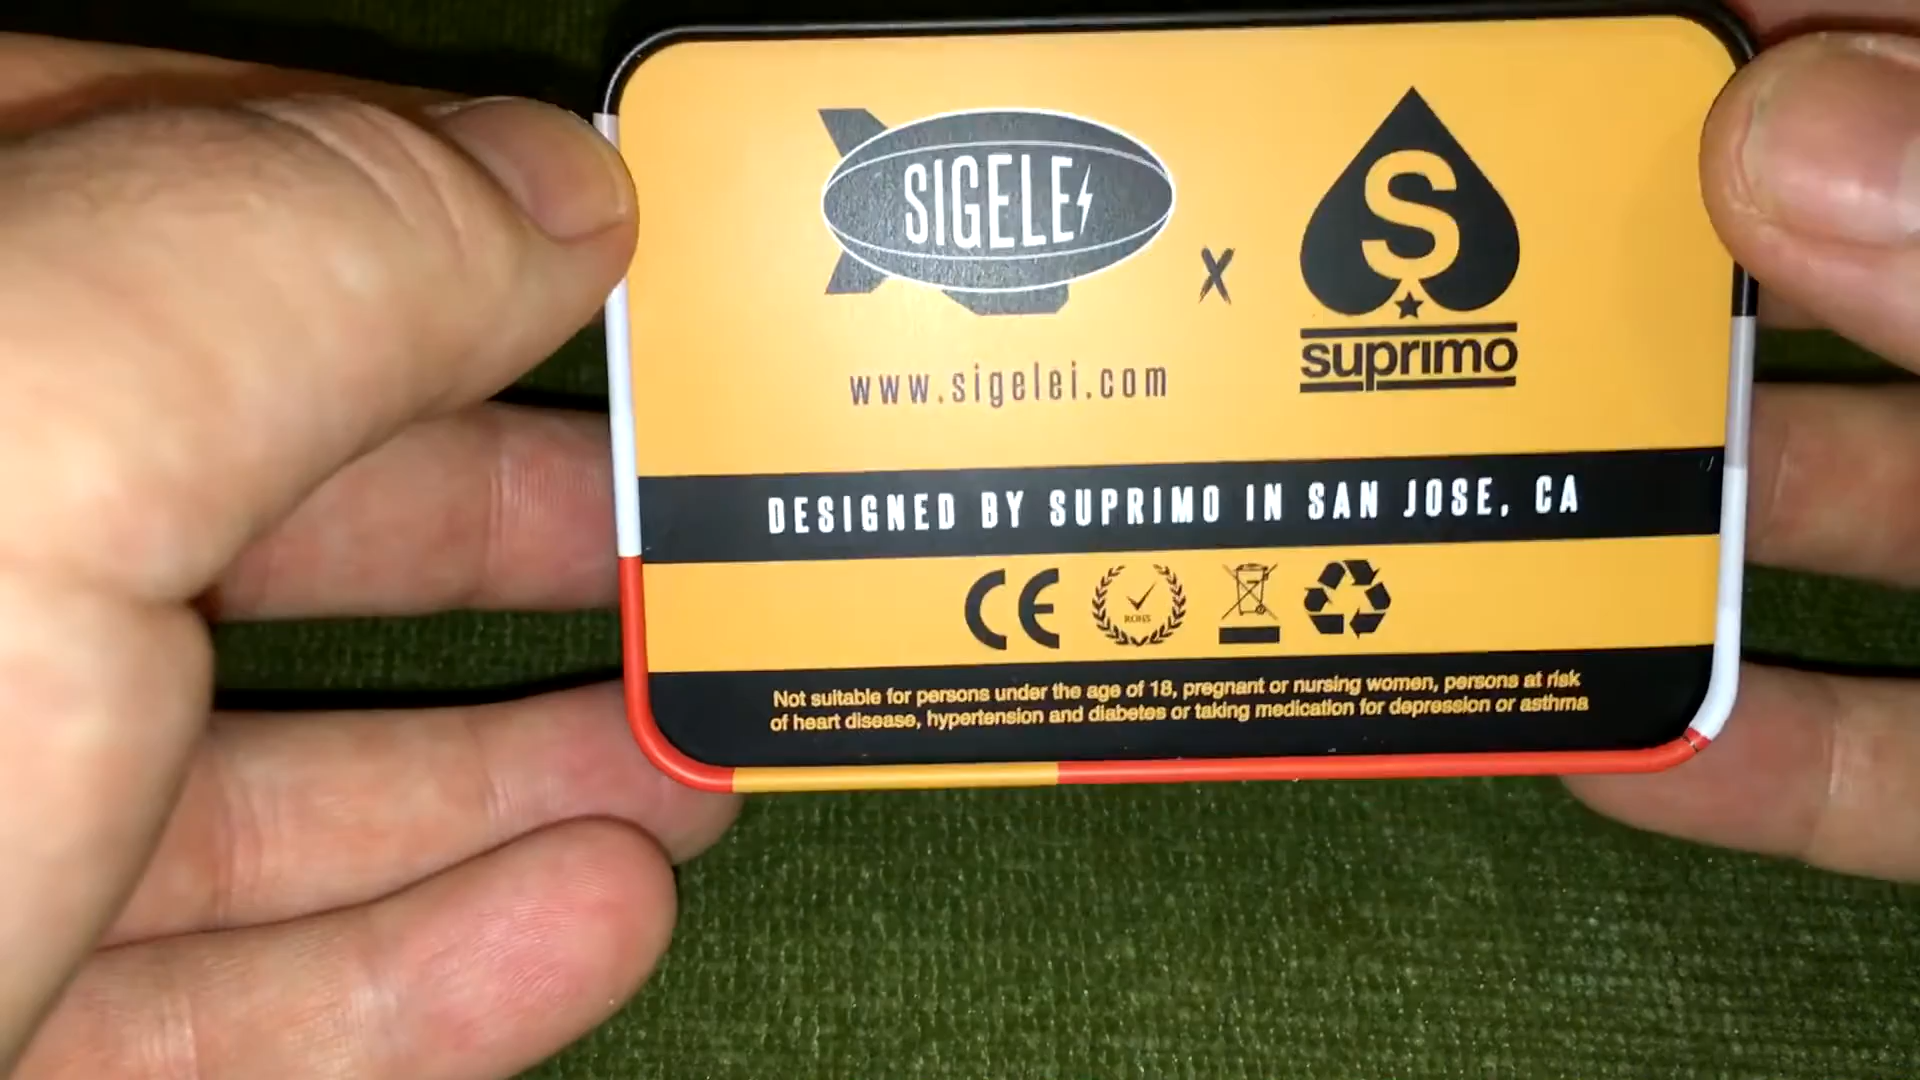 SIGELEI
S
X
suprimo
www.sigelei.com
DESIGNED BY SUPRIMO IN SAN JOSE, CA
CE
ROHS
Not suitable for persons under the age of 18, pregnant or nursing women, persons at risk
of heart disease, hypertension and diabetes or taking medication for depression or asthma